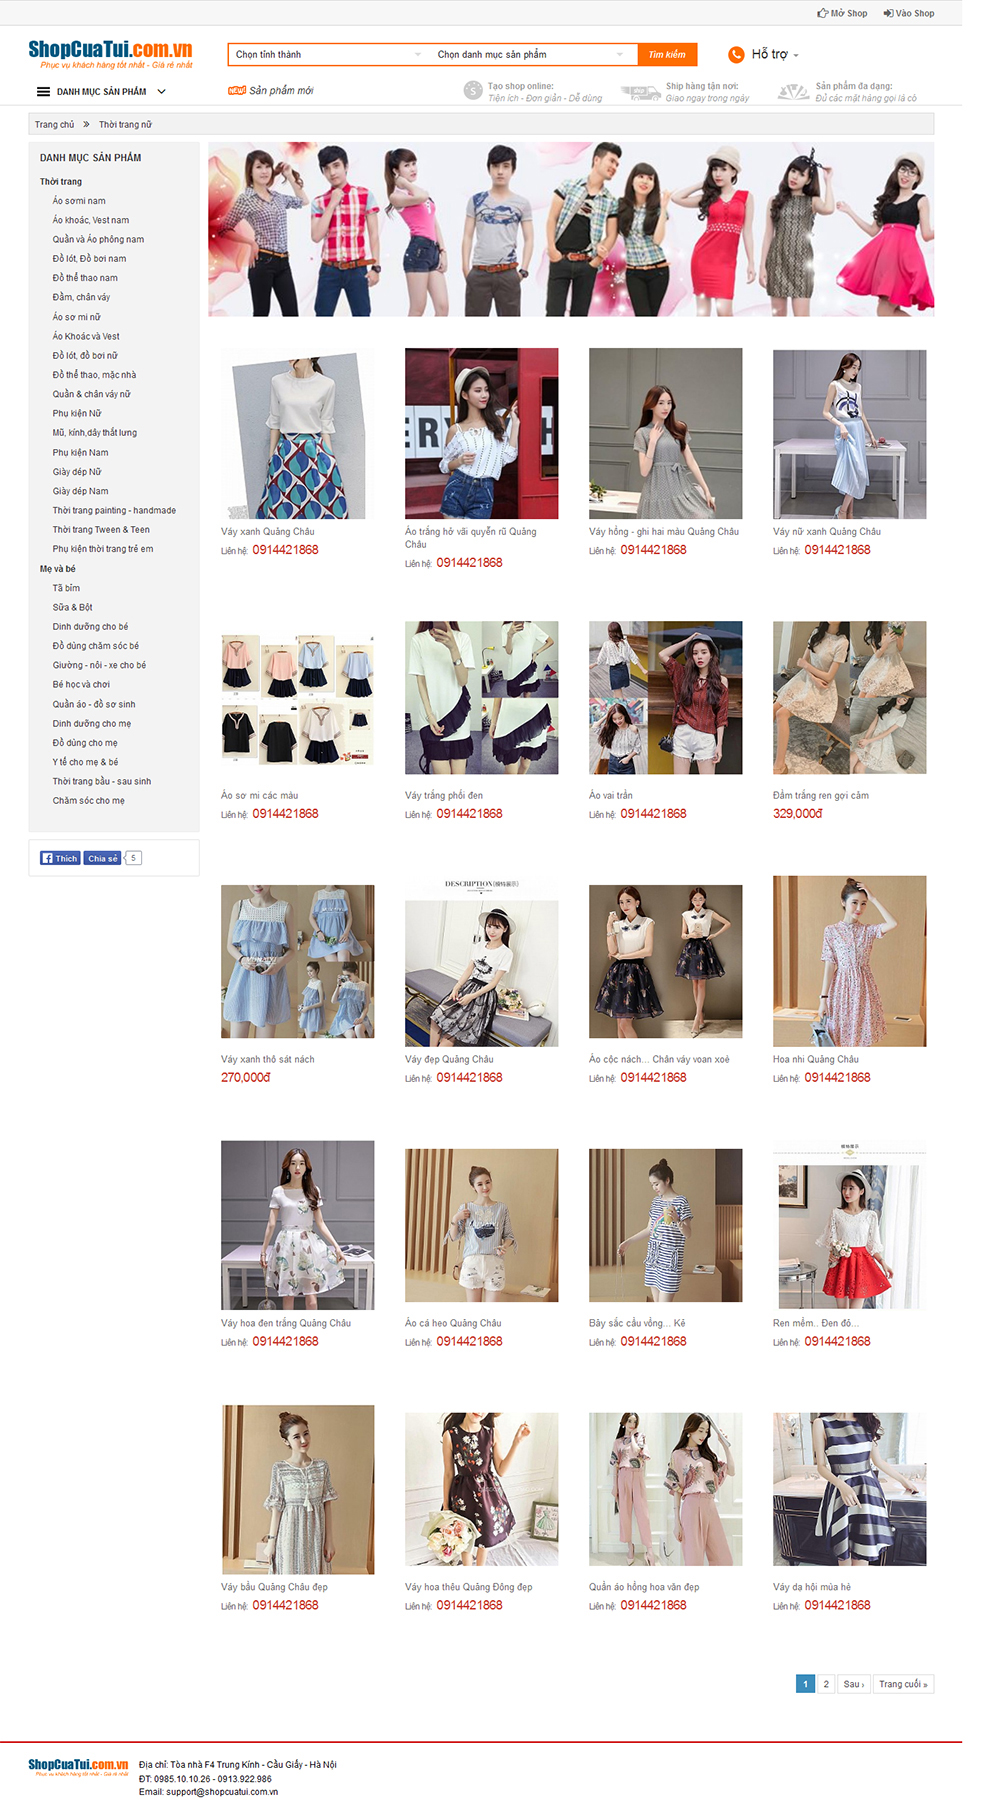 Mở Shop
Vào Shop
ShopCuaTui.com.vn
Phục vụ khách hàng tốt nhất - Giá rẻ nhất
Chọn tỉnh thành
Chọn danh mục sản phẩm
Tìm kiếm
Hỗ trợ
DANH MỤC SẢN PHẨM
NEW! Sản phẩm mới
Tạo shop online:
Tiện ích - Đơn giản - Dễ dùng
Ship hàng tận nơi:
Giao ngay trong ngày
Sản phẩm đa dạng:
Đủ các mặt hàng gọi là có
Trang chủ » Thời trang nữ
DANH MỤC SẢN PHẨM
Thời trang
Áo sơmi nam
Áo khoác, Vest nam
Quần và Áo phông nam
Đồ lót, Đồ bơi nam
Đồ thể thao nam
Đầm, chân váy
Áo sơ mi nữ
Áo Khoác và Vest
Đồ lót, đồ bơi nữ
Đồ thể thao, mặc nhà
Quần & chân váy nữ
Phụ kiện Nữ
Mũ, kính,dây thắt lưng
Phụ kiện Nam
Giày dép Nữ
Giày dép Nam
Thời trang painting - handmade
Thời trang Tween & Teen
Phụ kiện thời trang trẻ em
Mẹ và bé
Tã bỉm
Sữa & Bột
Dinh dưỡng cho bé
Đồ dùng chăm sóc bé
Giường - nôi - xe cho bé
Bé học và chơi
Quần áo - đồ sơ sinh
Dinh dưỡng cho mẹ
Đồ dùng cho mẹ
Y tế cho mẹ & bé
Thời trang bầu - sau sinh
Chăm sóc cho mẹ
Thích
Chia sẻ
5
Váy xanh Quảng Châu
Liên hệ: 0914421868
Áo trắng hở vãi quyễn rũ Quảng
Châu
Liên hệ: 0914421868
Váy hồng - ghi hai màu Quảng Châu
Liên hệ: 0914421868
Váy nữ xanh Quảng Châu
Liên hệ: 0914421868
Áo sơ mi các màu
Liên hệ: 0914421868
Váy trắng phối đen
Liên hệ: 0914421868
Áo vai trần
Liên hệ: 0914421868
Đầm trắng ren gợi cảm
329,000đ
DESCRIPTION
Váy xanh thô sát nách
270,000đ
Váy đẹp Quảng Châu
Liên hệ: 0914421868
Áo cộc nách... Chân váy voan xoè
Liên hệ: 0914421868
Hoa nhí Quảng Châu
Liên hệ: 0914421868
Váy hoa đen trắng Quảng Châu
Liên hệ: 0914421868
Áo cá heo Quảng Châu
Liên hệ: 0914421868
Bảy sắc cầu vồng... Kẻ
Liên hệ: 0914421868
Ren mềm.. Đen đỏ...
Liên hệ: 0914421868
Váy bầu Quảng Châu đẹp
Liên hệ: 0914421868
Váy hoa thêu Quảng Đông đẹp
Liên hệ: 0914421868
Quần áo hồng hoa văn đẹp
Liên hệ: 0914421868
Váy dạ hội mùa hè
Liên hệ: 0914421868
1 2 Sau › Trang cuối »
ShopCuaTui.com.vn
Phục vụ khách hàng tốt nhất - Giá rẻ nhất
Địa chỉ: Tòa nhà F4 Trung Kính - Cầu Giấy - Hà Nội
ĐT: 0985.10.10.26 - 0913.922.986
Email: support@shopcuatui.com.vn